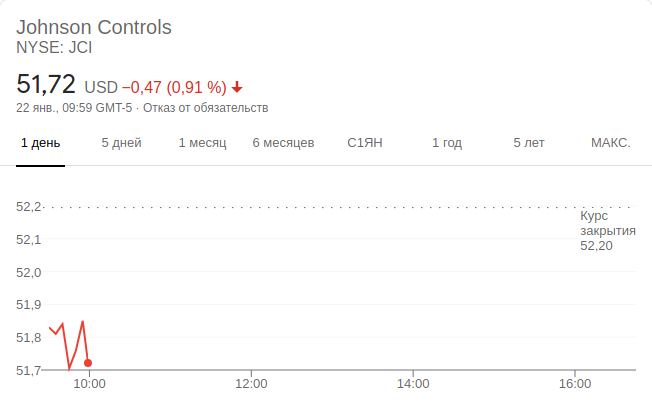 Johnson Controls
NYSE: JCI
51,72 USD −0,47 (0,91 %)
22 янв., 09:59 GMT-5 · Отказ от обязательств
1 день 5 дней 1 месяц 6 месяцев С1ЯН 1 год 5 лет МАКС.
52,2
Курс
закрытия
52,20
52,1
52,0
51,9
51,8
51,7
10:00 12:00 14:00 16:00